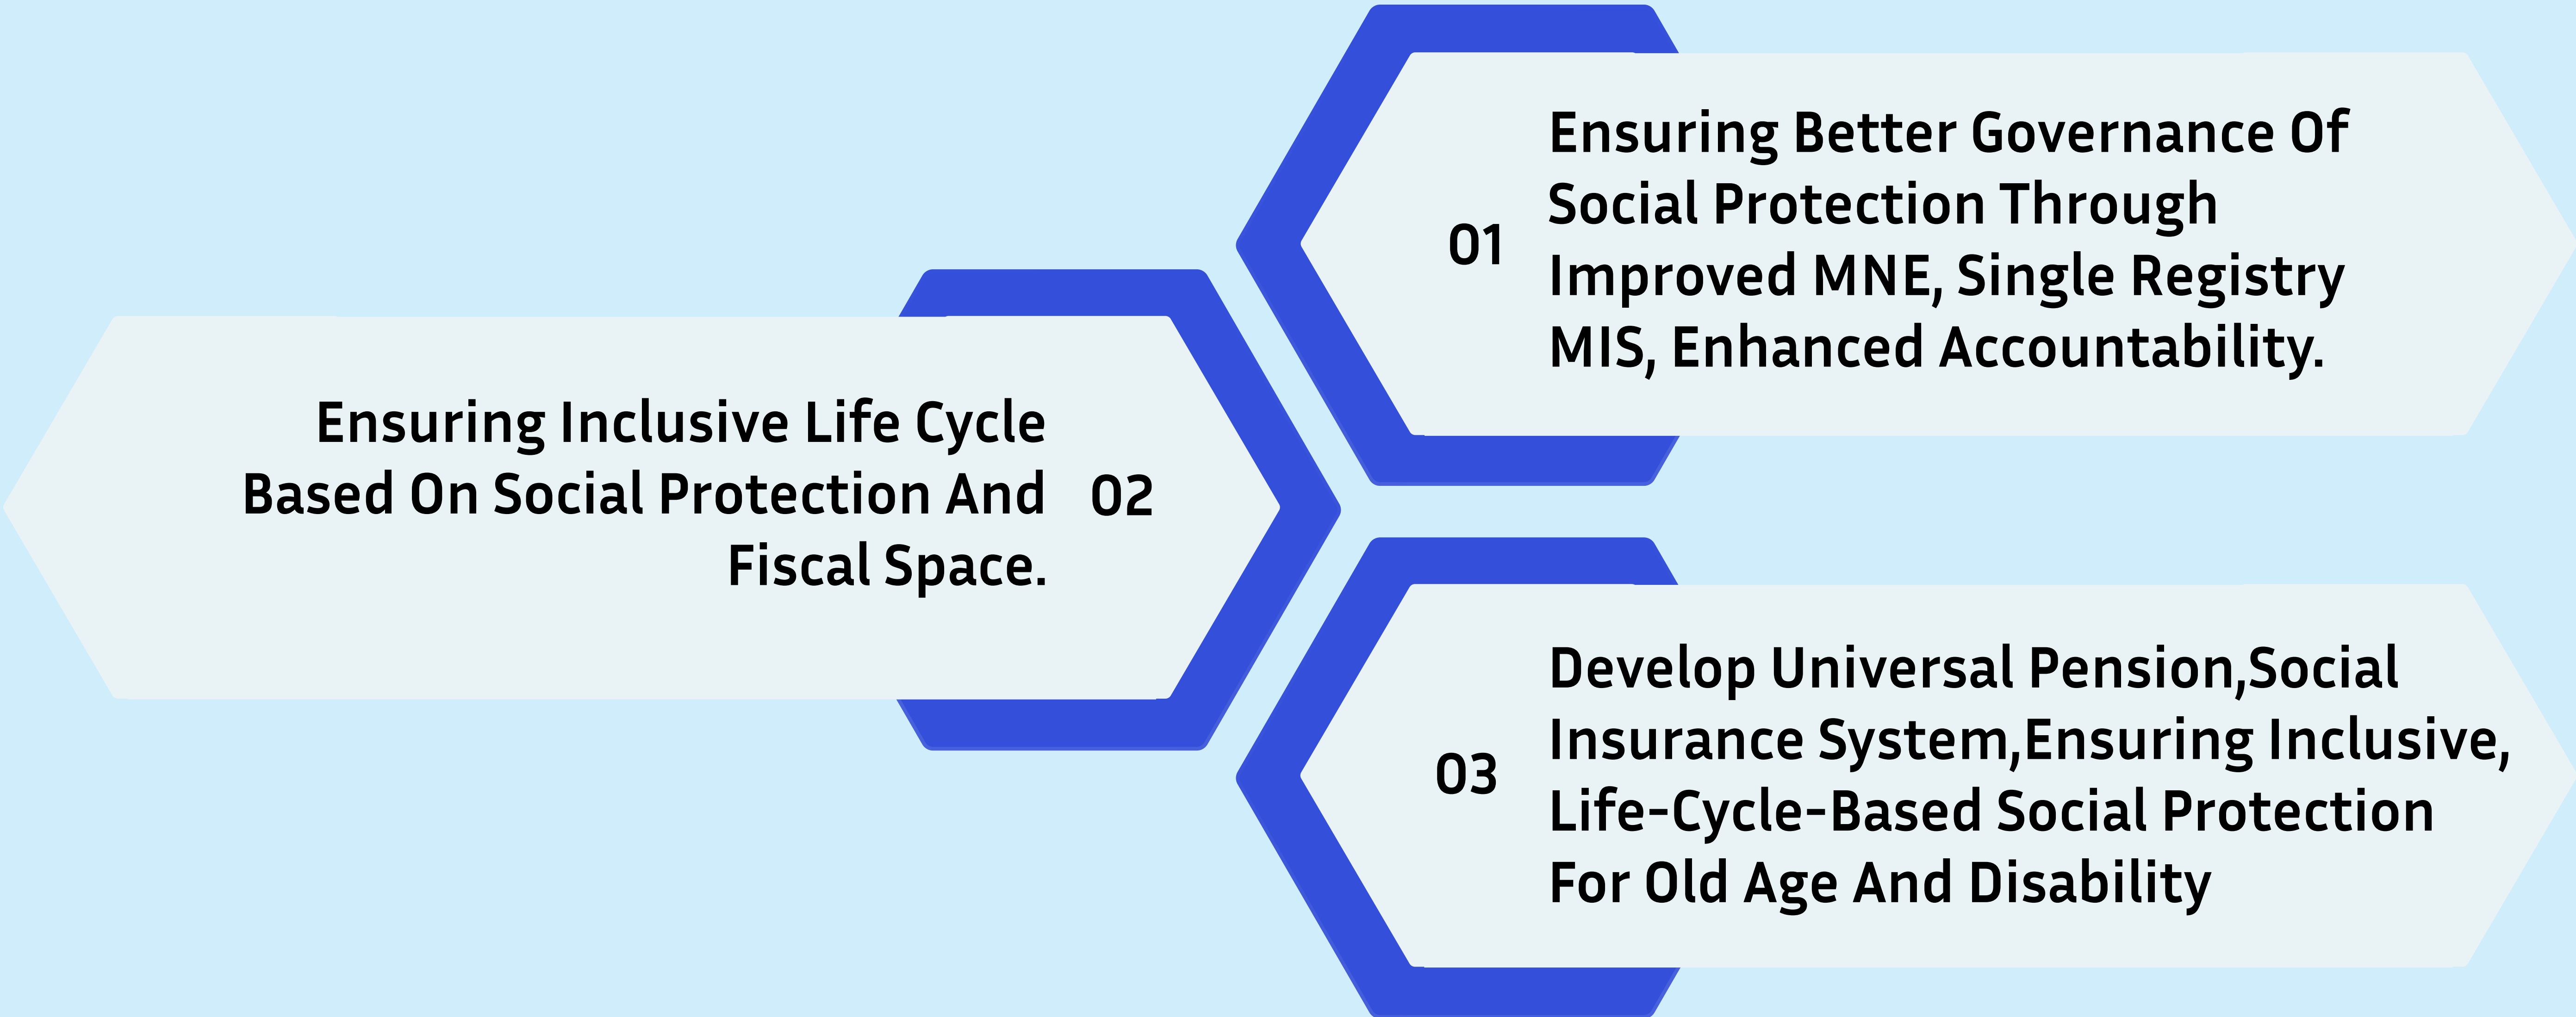 01
Ensuring Better Governance Of
Social Protection Through
Improved MNE, Single Registry
MIS, Enhanced Accountability.
Ensuring Inclusive Life Cycle
Based On Social Protection And
Fiscal Space.
02
03
Develop Universal Pension,Social
Insurance System,Ensuring Inclusive,
Life-Cycle-Based Social Protection
For Old Age And Disability